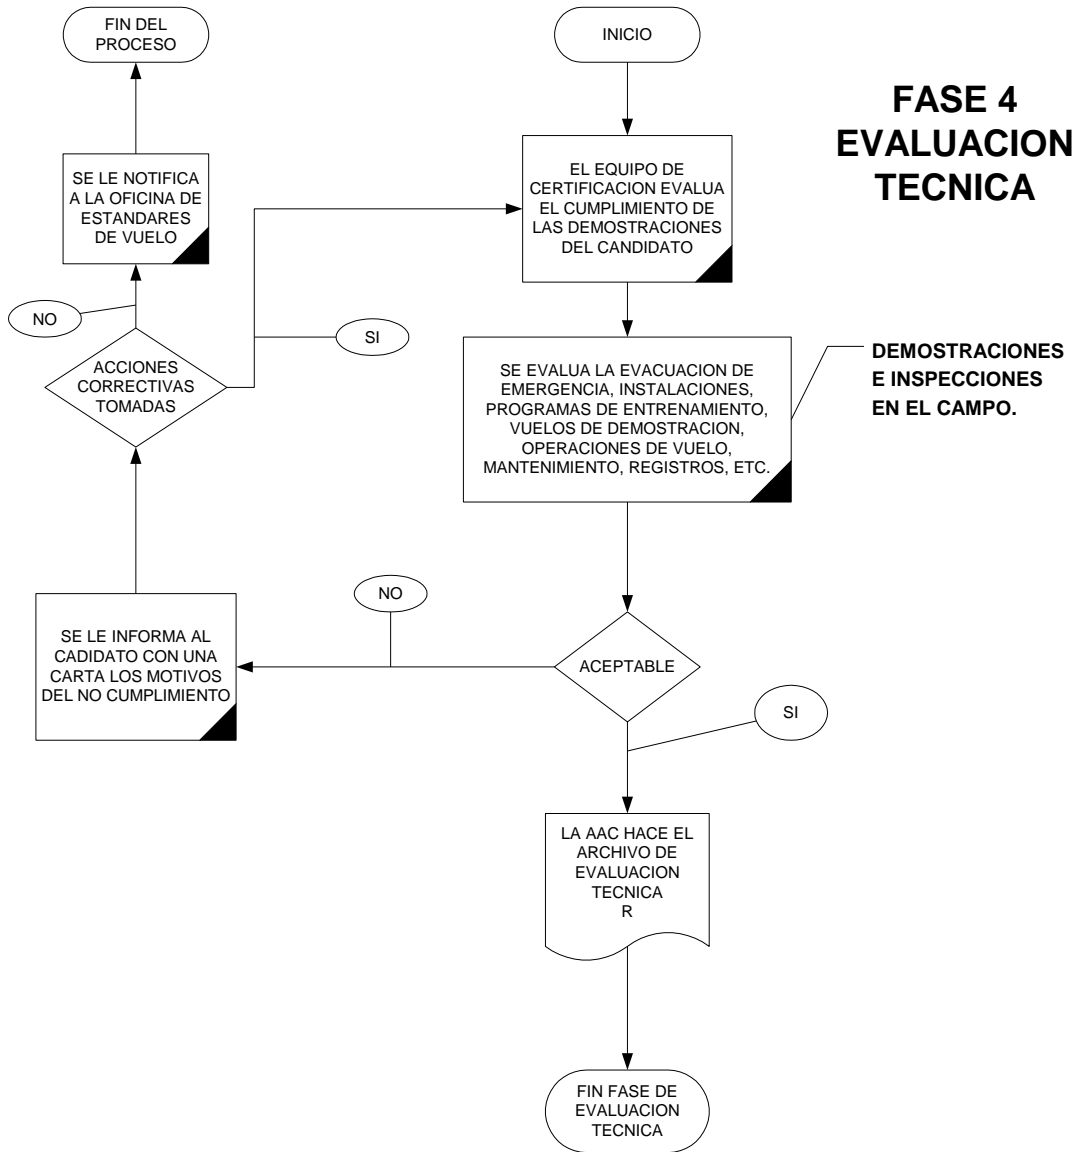 FIN DEL
PROCESO
INICIO
FASE 4
EVALUACION
TECNICA
SE LE NOTIFICA
A LA OFICINA DE
ESTANDARES
DE VUELO
EL EQUIPO DE
CERTIFICACION EVALUA
EL CUMPLIMIENTO DE
LAS DEMOSTRACIONES
DEL CANDIDATO
NO
SI
ACCIONES
CORRECTIVAS
TOMADAS
SE EVALUA LA EVACUACION DE
EMERGENCIA, INSTALACIONES,
PROGRAMAS DE ENTRENAMIENTO,
VUELOS DE DEMOSTRACION,
OPERACIONES DE VUELO,
MANTENIMIENTO, REGISTROS, ETC.
DEMOSTRACIONES
E INSPECCIONES
EN EL CAMPO.
NO
SE LE INFORMA AL
CADIDATO CON UNA
CARTA LOS MOTIVOS
DEL NO CUMPLIMIENTO
ACEPTABLE
SI
LA AAC HACE EL
ARCHIVO DE
EVALUACION
TECNICA
R
FIN FASE DE
EVALUACION
TECNICA